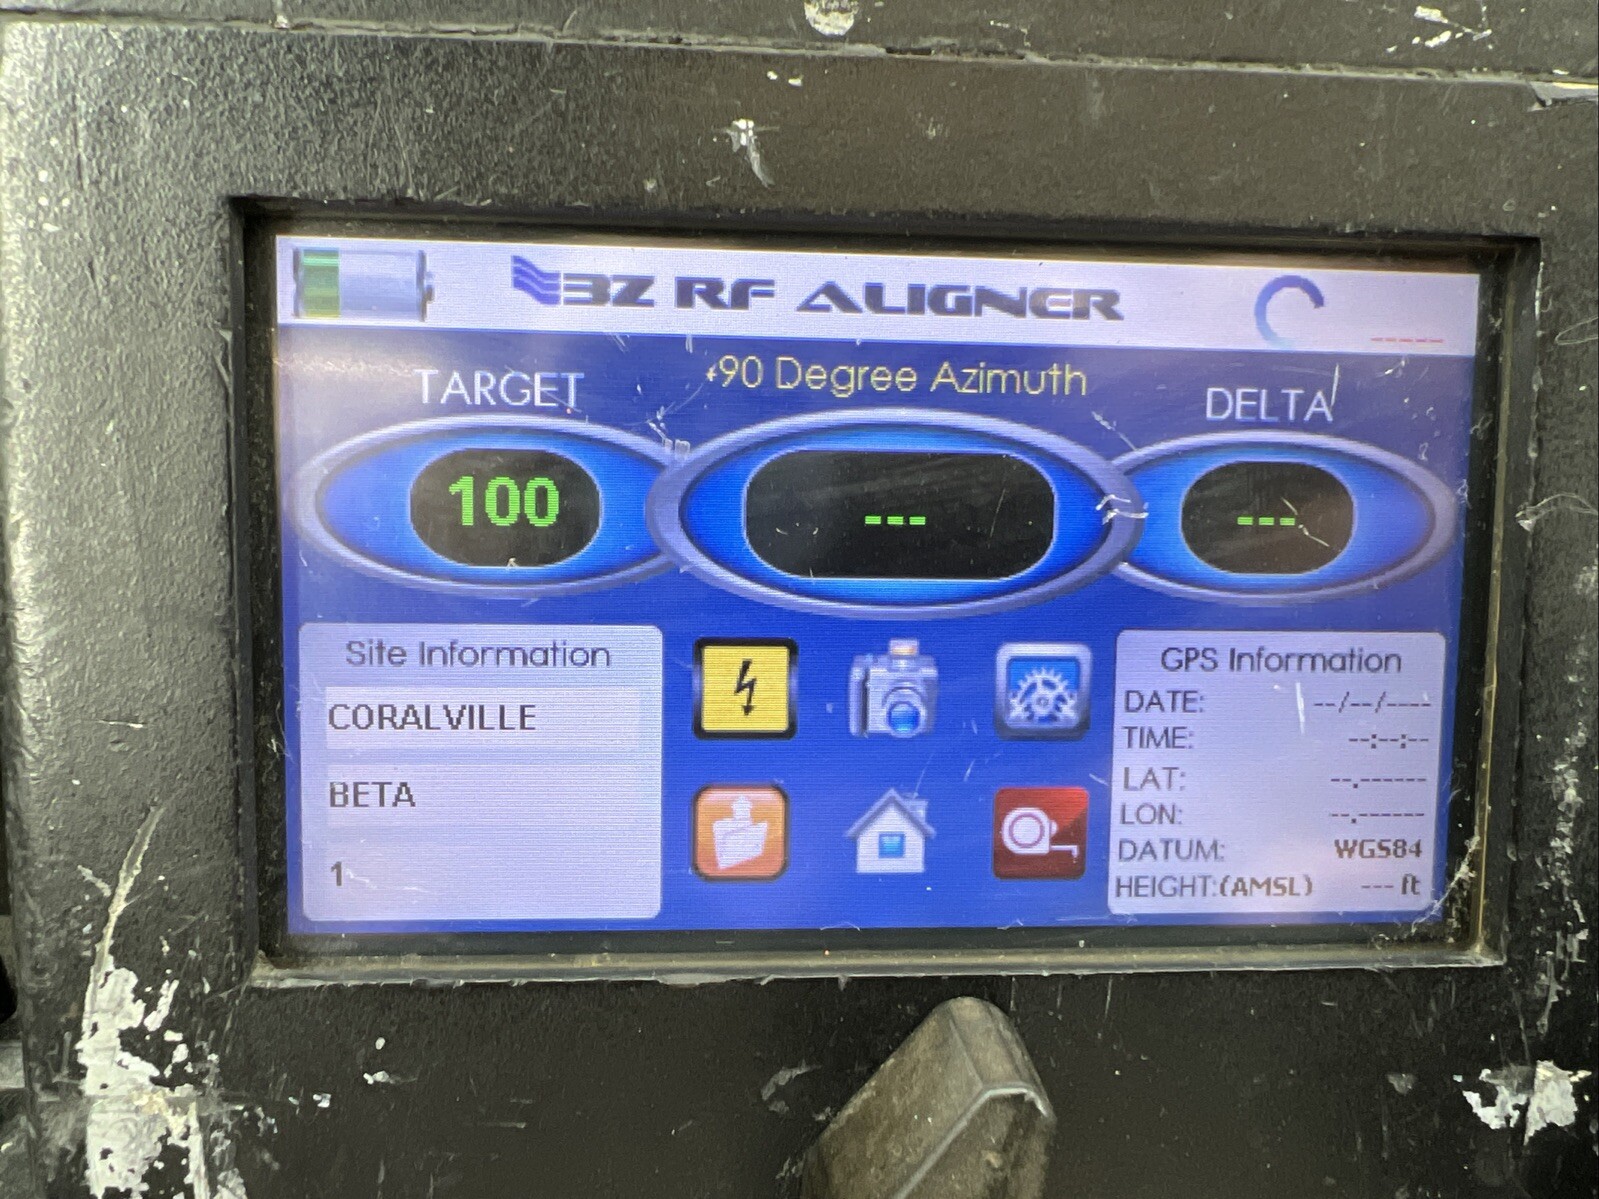 3Z RF ALIGNER
TARGET
+90 Degree Azimuth
DELTA
100
---
---
Site Information
CORALVILLE
BETA
1
GPS Information
DATE: --/--/----
TIME: --:--:--
LAT: --.------
LON: --.------
DATUM: WGS84
HEIGHT:(AMSL) --- ft